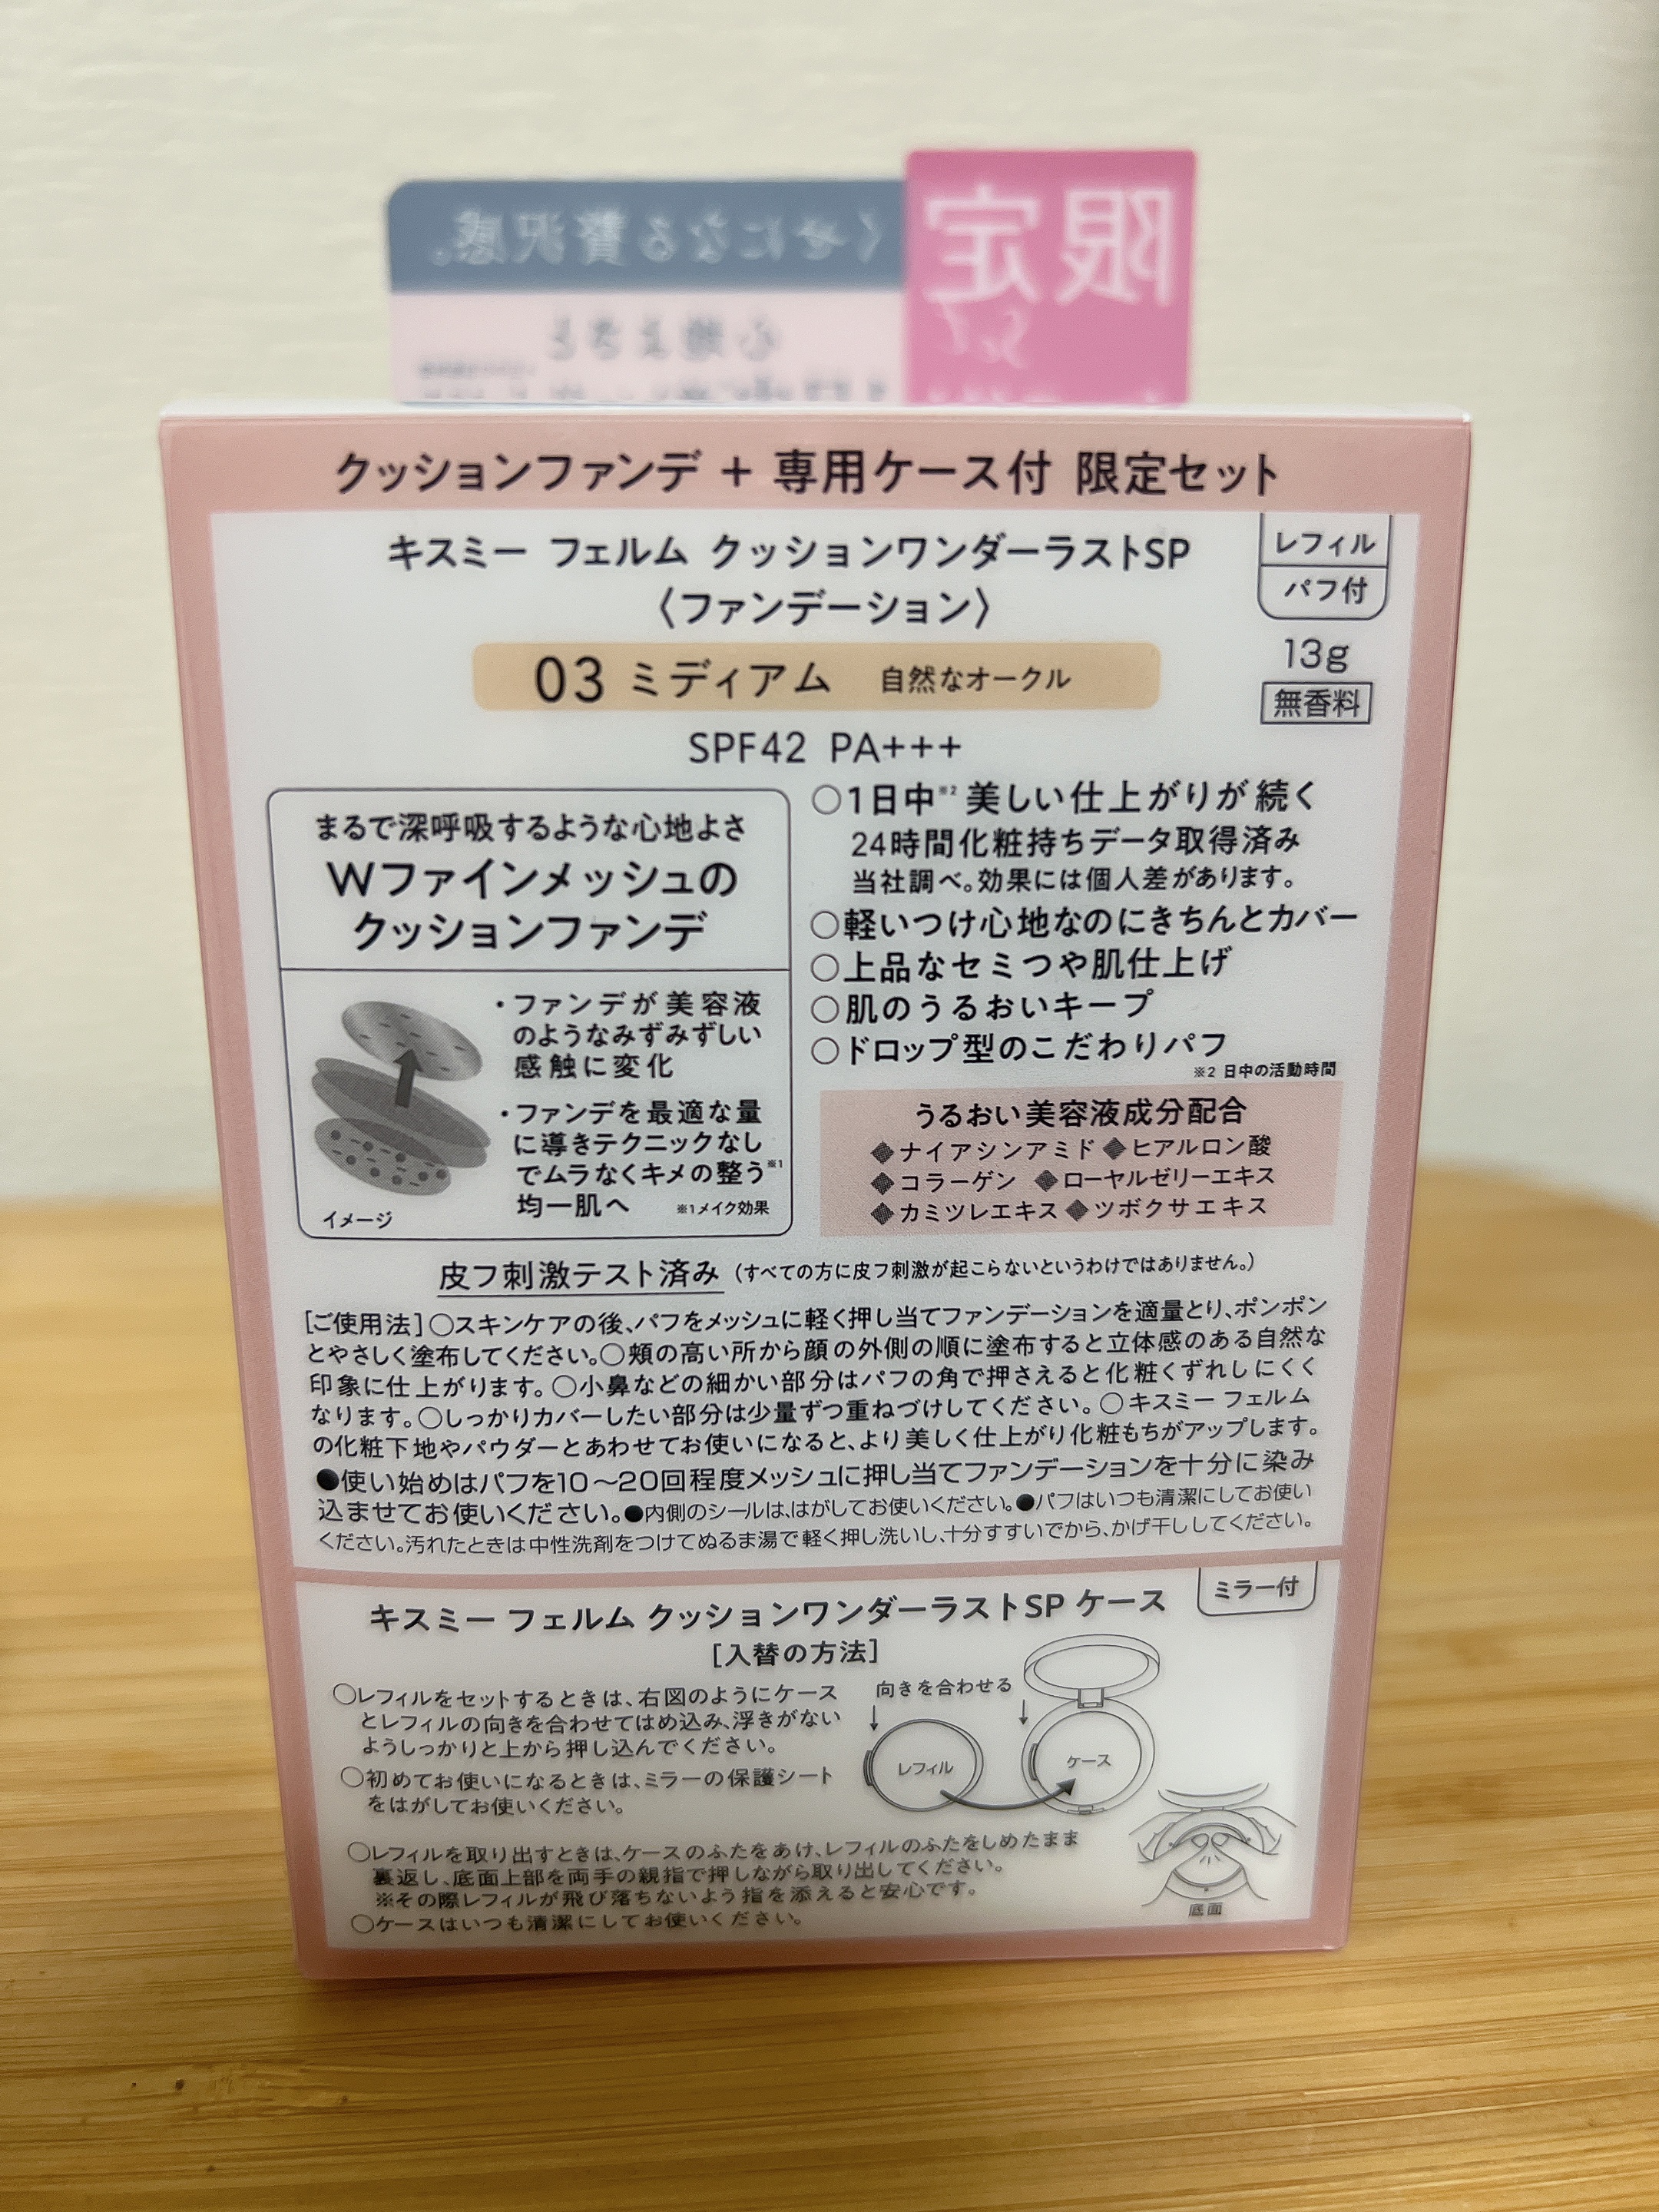 くせになる贅沢感。
限定
心地よさと
クッションファンデ + 専用ケース付 限定セット
キスミー フェルム クッションワンダーラストSP
〈ファンデーション〉
レフィル
パフ付
03 ミディアム 自然なオークル
13g
無香料
SPF42 PA+++
まるで深呼吸するような心地よさ
Wファインメッシュの
クッションファンデ
・ファンデが美容液
のようなみずみずしい
感触に変化
・ファンデを最適な量
に導きテクニックなし
でムラなくキメの整う※1
均一肌へ ※1メイク効果
イメージ
○1日中※2 美しい仕上がりが続く
24時間化粧持ちデータ取得済み
当社調べ。効果には個人差があります。
○軽いつけ心地なのにきちんとカバー
○上品なセミつや肌仕上げ
○肌のうるおいキープ
○ドロップ型のこだわりパフ
※2 日中の活動時間
うるおい美容液成分配合
◆ナイアシンアミド ◆ヒアルロン酸
◆コラーゲン ◆ローヤルゼリーエキス
◆カミツレエキス ◆ツボクサエキス
皮フ刺激テスト済み (すべての方に皮フ刺激が起こらないというわけではありません。)
[ご使用法]○スキンケアの後、パフをメッシュに軽く押し当てファンデーションを適量とり、ポンポン
とやさしく塗布してください。○頬の高い所から顔の外側の順に塗布すると立体感のある自然な
印象に仕上がります。○小鼻などの細かい部分はパフの角で押さえると化粧くずれしにくく
なります。○しっかりカバーしたい部分は少量ずつ重ねづけしてください。○キスミー フェルム
の化粧下地やパウダーとあわせてお使いになると、より美しく仕上がり化粧もちがアップします。
●使い始めはパフを10〜20回程度メッシュに押し当てファンデーションを十分に染み
込ませてお使いください。●内側のシールは、はがしてお使いください。●パフはいつも清潔にしてお使い
ください。汚れたときは中性洗剤をつけてぬるま湯で軽く押し洗いし、十分すすいでから、かげ干ししてください。
キスミー フェルム クッションワンダーラストSP ケース
ミラー付
[入替の方法]
○レフィルをセットするときは、右図のようにケース
とレフィルの向きを合わせてはめ込み、浮きがない
ようしっかりと上から押し込んでください。
○初めてお使いになるときは、ミラーの保護シート
をはがしてお使いください。
向きを合わせる
レフィル
ケース
○レフィルを取り出すときは、ケースのふたをあけ、レフィルのふたをしめたまま
裏返し、底面上部を両手の親指で押しながら取り出してください。
※その際レフィルが飛び落ちないよう指を添えると安心です。
○ケースはいつも清潔にしてお使いください。
底面